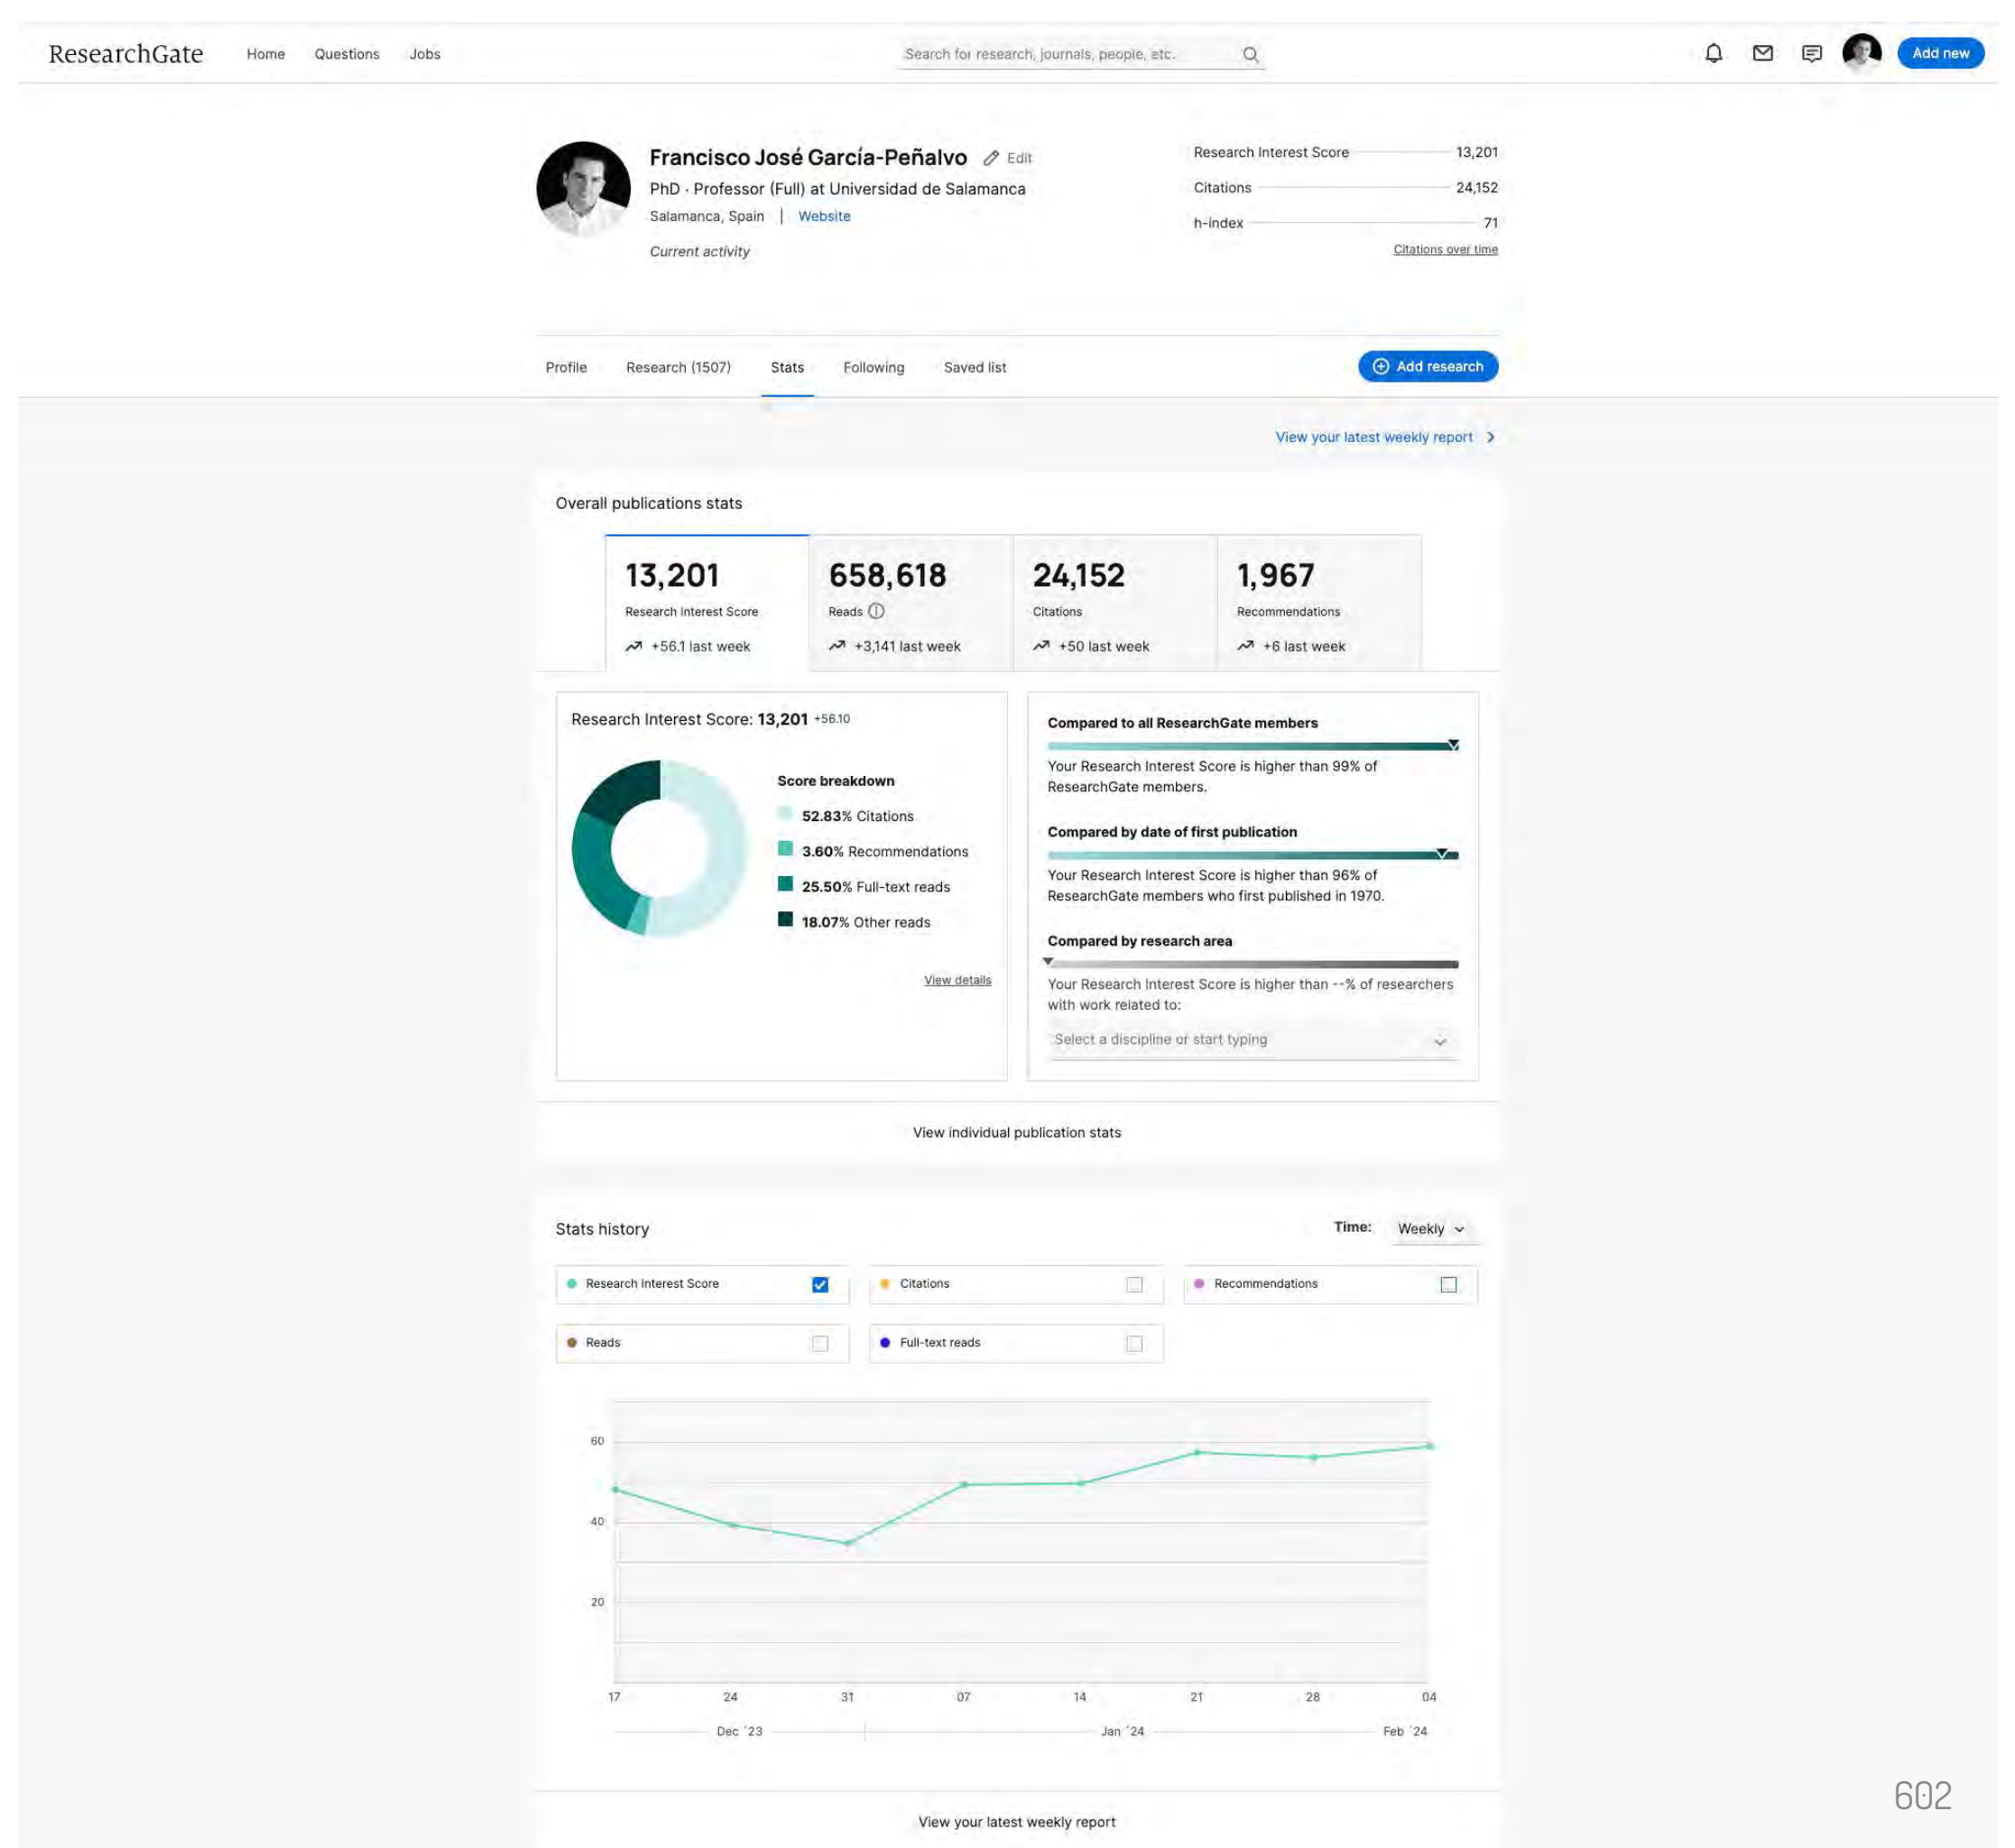 ResearchGate Home Questions Jobs Search for research, journals, people, etc. Add new
Francisco José García-Peñalvo Edit
PhD · Professor (Full) at Universidad de Salamanca
Salamanca, Spain | Website
Current activity
Research Interest Score 13,201
Citations 24,152
h-index 71
Citations over time
Profile Research (1507) Stats Following Saved list Add research
View your latest weekly report
Overall publications stats
13,201 658,618 24,152 1,967
Research Interest Score Reads Citations Recommendations
+56.1 last week +3,141 last week +50 last week +6 last week
Research Interest Score: 13,201 +56.10
Score breakdown
52.83% Citations
3.60% Recommendations
25.50% Full-text reads
18.07% Other reads
View details
Compared to all ResearchGate members
Your Research Interest Score is higher than 99% of
ResearchGate members.
Compared by date of first publication
Your Research Interest Score is higher than 96% of
ResearchGate members who first published in 1970.
Compared by research area
Your Research Interest Score is higher than --% of researchers
with work related to:
Select a discipline or start typing
View individual publication stats
Stats history Time: Weekly
Research Interest Score Citations Recommendations
Reads Full-text reads
60
40
20
17 24 31 07 14 21 28 04
Dec ´23 Jan ´24 Feb ´24
View your latest weekly report
602